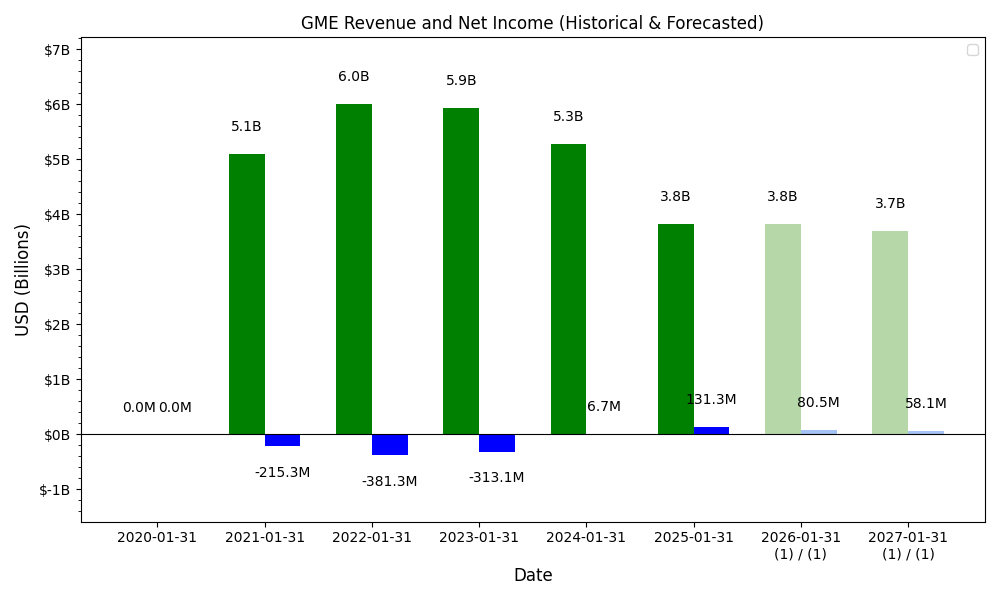 GME Revenue and Net Income (Historical & Forecasted)
$7B
$6B
$5B
$4B
$3B
$2B
$1B
$0B
$-1B
USD (Billions)
0.0M 0.0M
5.1B
-215.3M
6.0B
-381.3M
5.9B
-313.1M
5.3B
6.7M
3.8B
131.3M
3.8B
80.5M
3.7B
58.1M
2020-01-31
2021-01-31
2022-01-31
2023-01-31
2024-01-31
2025-01-31
2026-01-31
(1) / (1)
2027-01-31
(1) / (1)
Date